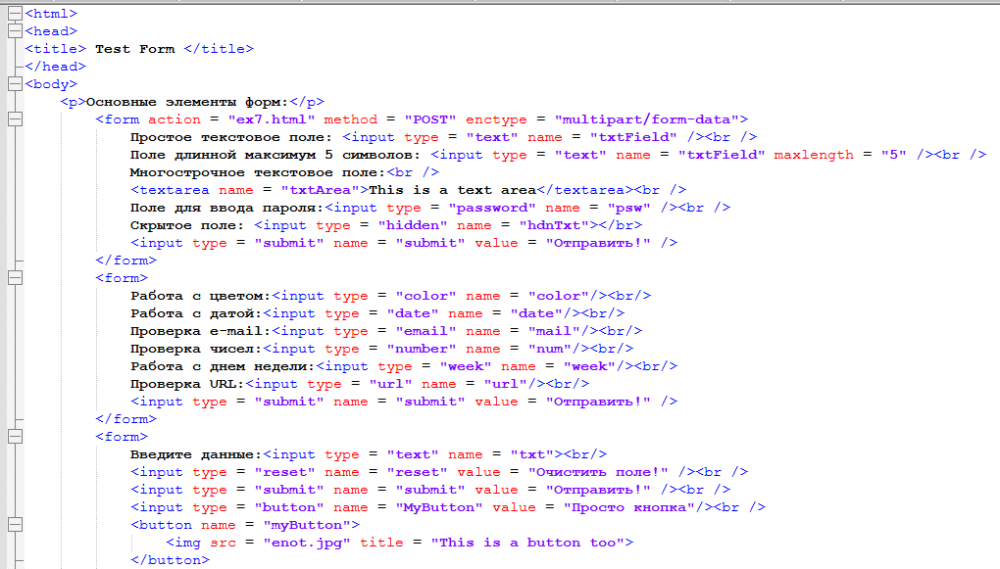 <html>
<head>
<title> Test Form </title>
</head>
<body>
<p>Основные элементы форм:</p>
<form action = "ex7.html" method = "POST" enctype = "multipart/form-data">
Простое текстовое поле: <input type = "text" name = "txtField" /><br />
Поле длинной максимум 5 символов: <input type = "text" name = "txtField" maxlength = "5" /><br />
Многострочное текстовое поле:<br />
<textarea name = "txtArea">This is a text area</textarea><br />
Поле для ввода пароля:<input type = "password" name = "psw" /><br />
Скрытое поле: <input type = "hidden" name = "hdnTxt"></br>
<input type = "submit" name = "submit" value = "Отправить!" />
</form>
<form>
Работа с цветом:<input type = "color" name = "color"/><br/>
Работа с датой:<input type = "date" name = "date"/><br/>
Проверка e-mail:<input type = "email" name = "mail"/><br/>
Проверка чисел:<input type = "number" name = "num"/><br/>
Работа с днем недели:<input type = "week" name = "week"/><br/>
Проверка URL:<input type = "url" name = "url"/><br/>
<input type = "submit" name = "submit" value = "Отправить!" />
</form>
<form>
Введите данные:<input type = "text" name = "txt"><br/>
<input type = "reset" name = "reset" value = "Очистить поле!" /><br />
<input type = "submit" name = "submit" value = "Отправить!" /><br />
<input type = "button" name = "MyButton" value = "Просто кнопка"/><br />
<button name = "myButton">
<img src = "enot.jpg" title = "This is a button too">
</button>